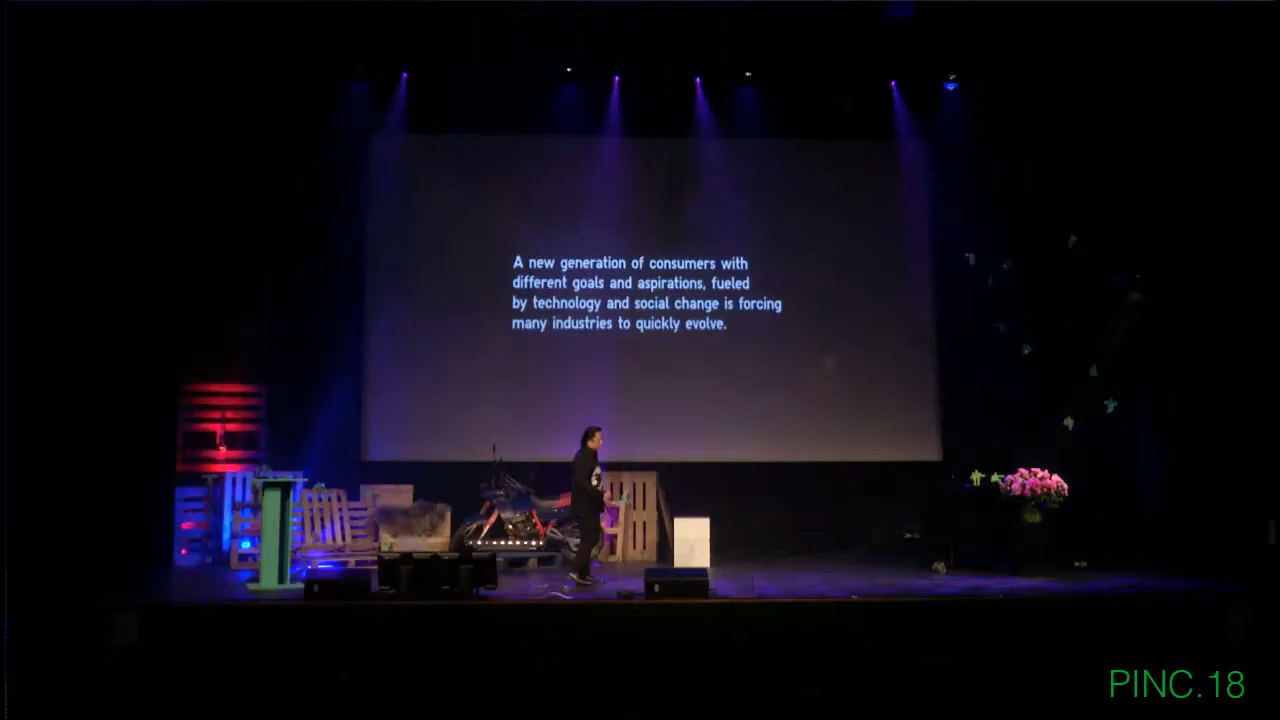 A new generation of consumers with
different goals and aspirations, fueled
by technology and social change is forcing
many industries to quickly evolve.
PINC.18